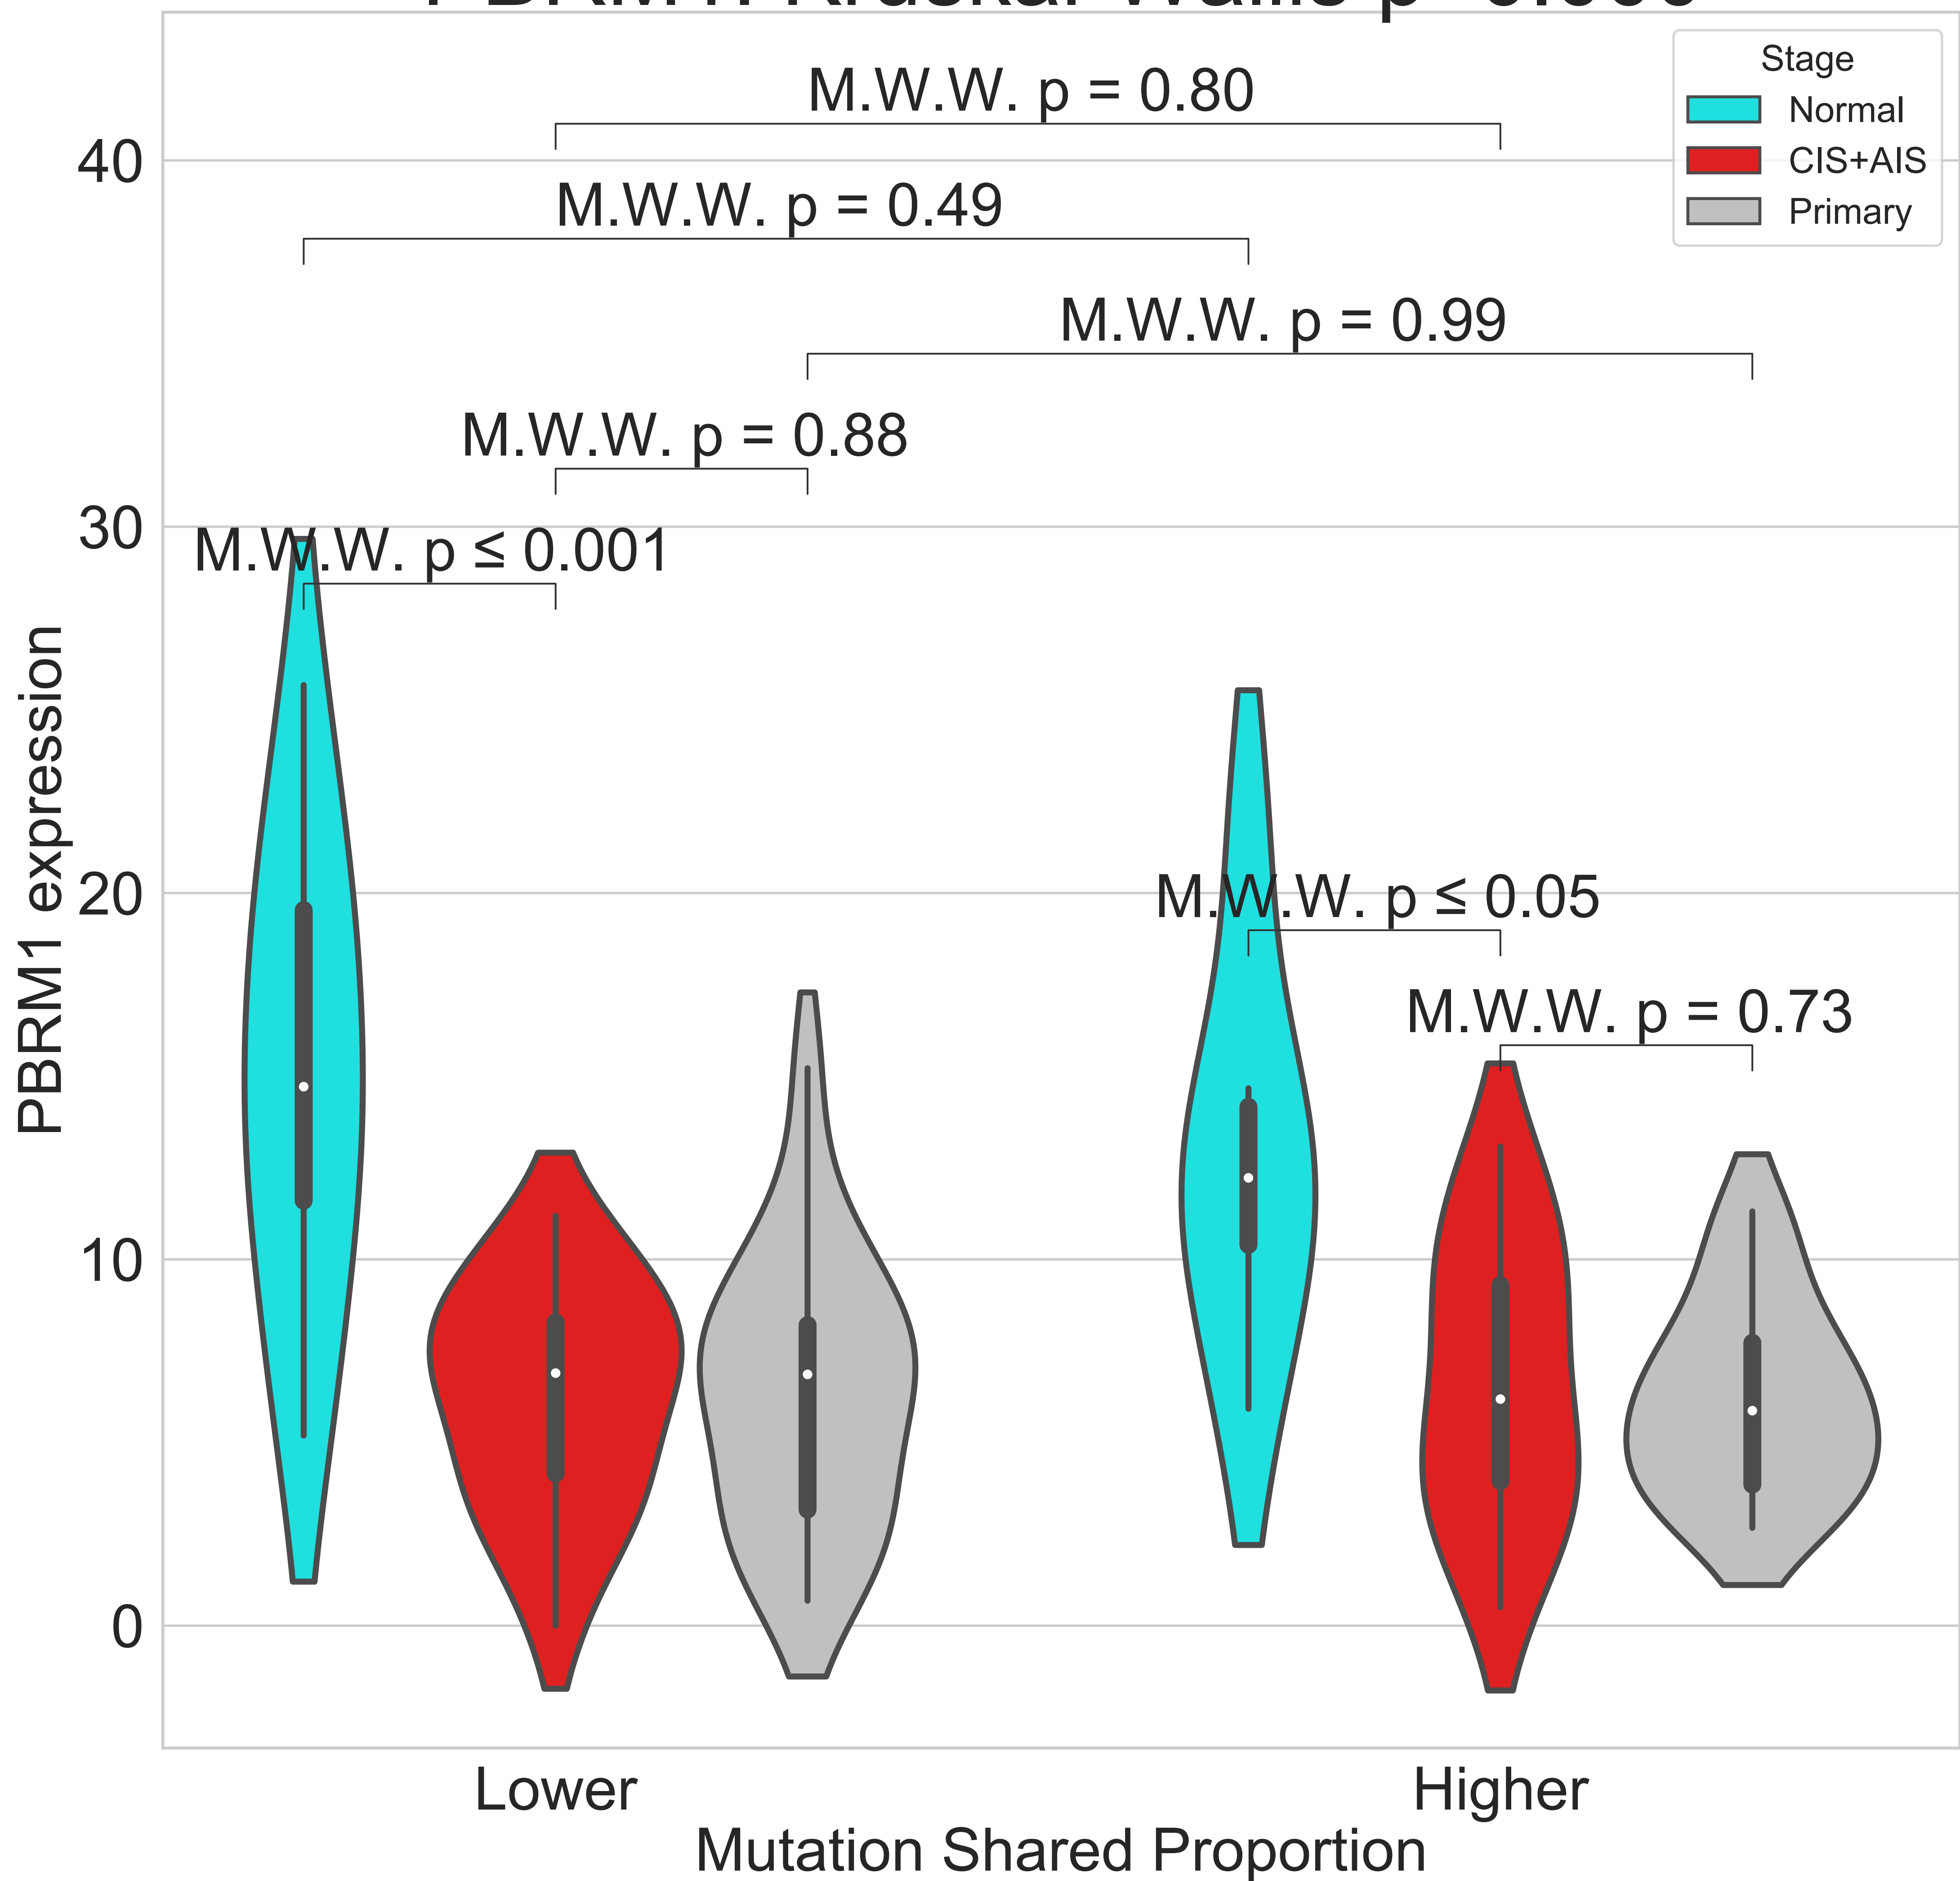 Stage
Normal
CIS+AIS
Primary
M.W.W. p = 0.80
M.W.W. p = 0.49
M.W.W. p = 0.99
M.W.W. p = 0.88
M.W.W. p ≤ 0.001
M.W.W. p ≤ 0.05
M.W.W. p = 0.73
PBRM1 expression
40
30
20
10
0
Lower
Higher
Mutation Shared Proportion